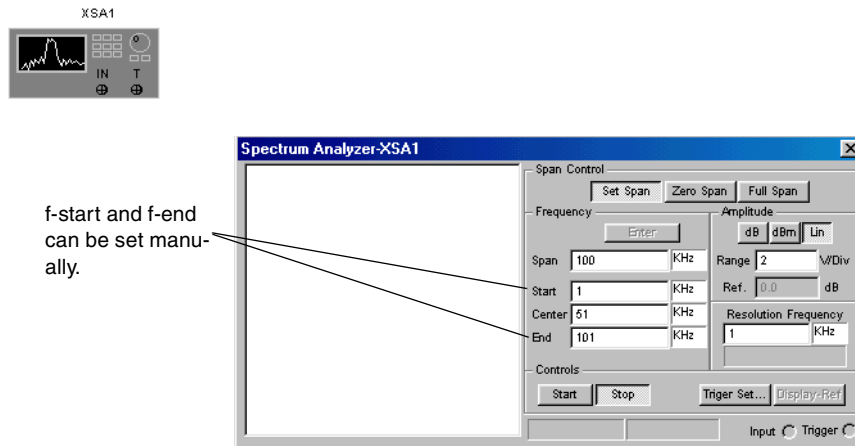 XSA1
IN T
Spectrum Analyzer-XSA1
f-start and f-end
can be set manu-
ally.
Span Control
Set Span Zero Span Full Span
Frequency
Enter
Span 100 KHz
Start 1 KHz
Center 51 KHz
End 101 KHz
Amplitude
dB dBm Lin
Range 2 V/Div
Ref. 0.0 dB
Resolution Frequency
1 KHz
Controls
Start Stop Triger Set... Display-Ref
Input Trigger